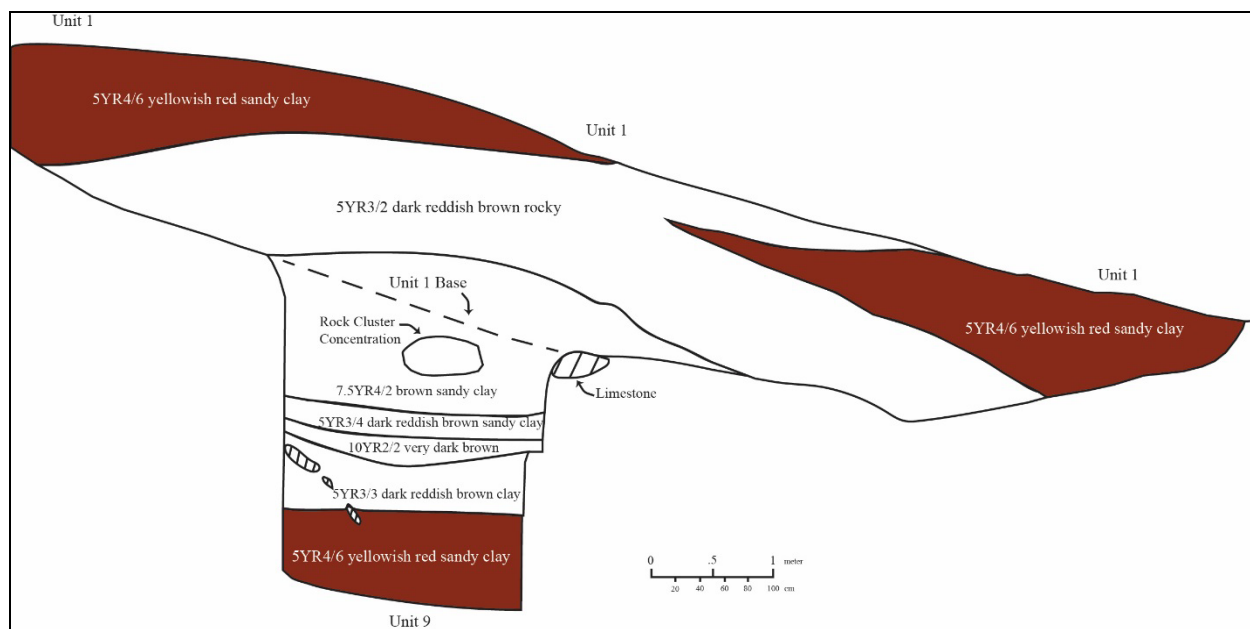 Unit 1
5YR4/6 yellowish red sandy clay
Unit 1
5YR3/2 dark reddish brown rocky
Unit 1
Unit 1 Base
Rock Cluster
Concentration
5YR4/6 yellowish red sandy clay
7.5YR4/2 brown sandy clay
Limestone
5YR3/4 dark reddish brown sandy clay
10YR2/2 very dark brown
5YR3/3 dark reddish brown clay
5YR4/6 yellowish red sandy clay
0 .5 1 meter
20 40 60 80 100 cm
Unit 9